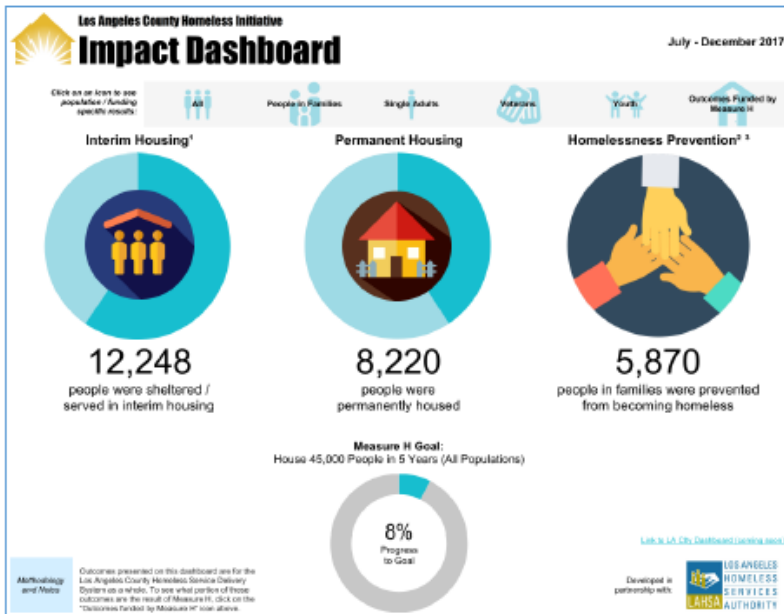 Los Angeles County Homeless Initiative
Impact Dashboard
July - December 2017
Click on an icon to see
population / funding
specific results:
All
People in Families
Single Adults
Veterans
Youth
Outcomes Funded by
Measure H
Interim Housing¹
Permanent Housing
Homelessness Prevention² ³
12,248
people were sheltered /
served in interim housing
8,220
people were
permanently housed
5,870
people in families were prevented
from becoming homeless
Measure H Goal:
House 45,000 People in 5 Years (All Populations)
8%
Progress
to Goal
Link to LA City Dashboard (coming soon)
Methodology
and Notes
Outcomes presented on this dashboard are for the
Los Angeles County Homeless Service Delivery
System as a whole. To see what portion of these
outcomes are the result of Measure H, click on the
"Outcomes funded by Measure H" icon above.
Developed in
partnership with:
LAHSA
LOS ANGELES
HOMELESS
SERVICES
AUTHORITY